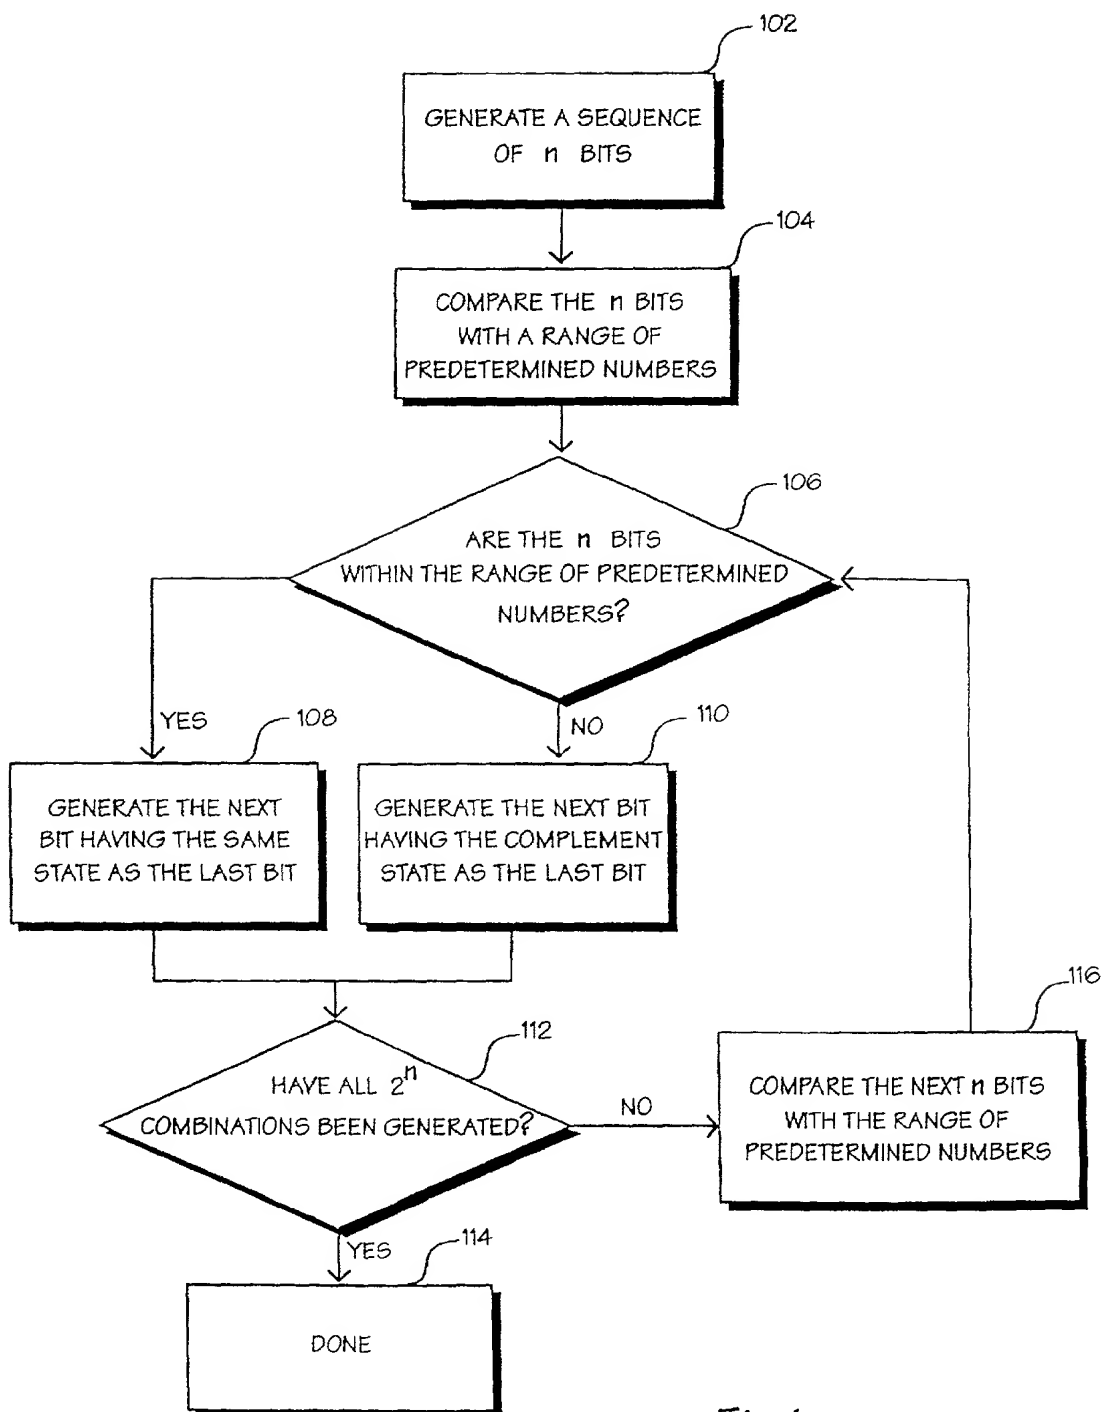 102
GENERATE A SEQUENCE
OF n BITS
104
COMPARE THE n BITS
WITH A RANGE OF
PREDETERMINED NUMBERS
106
ARE THE n BITS
WITHIN THE RANGE OF PREDETERMINED
NUMBERS?
YES
108
NO
110
GENERATE THE NEXT
BIT HAVING THE SAME
STATE AS THE LAST BIT
GENERATE THE NEXT BIT
HAVING THE COMPLEMENT
STATE AS THE LAST BIT
112
HAVE ALL 2^n
COMBINATIONS BEEN GENERATED?
NO
116
COMPARE THE NEXT n BITS
WITH THE RANGE OF
PREDETERMINED NUMBERS
YES
114
DONE